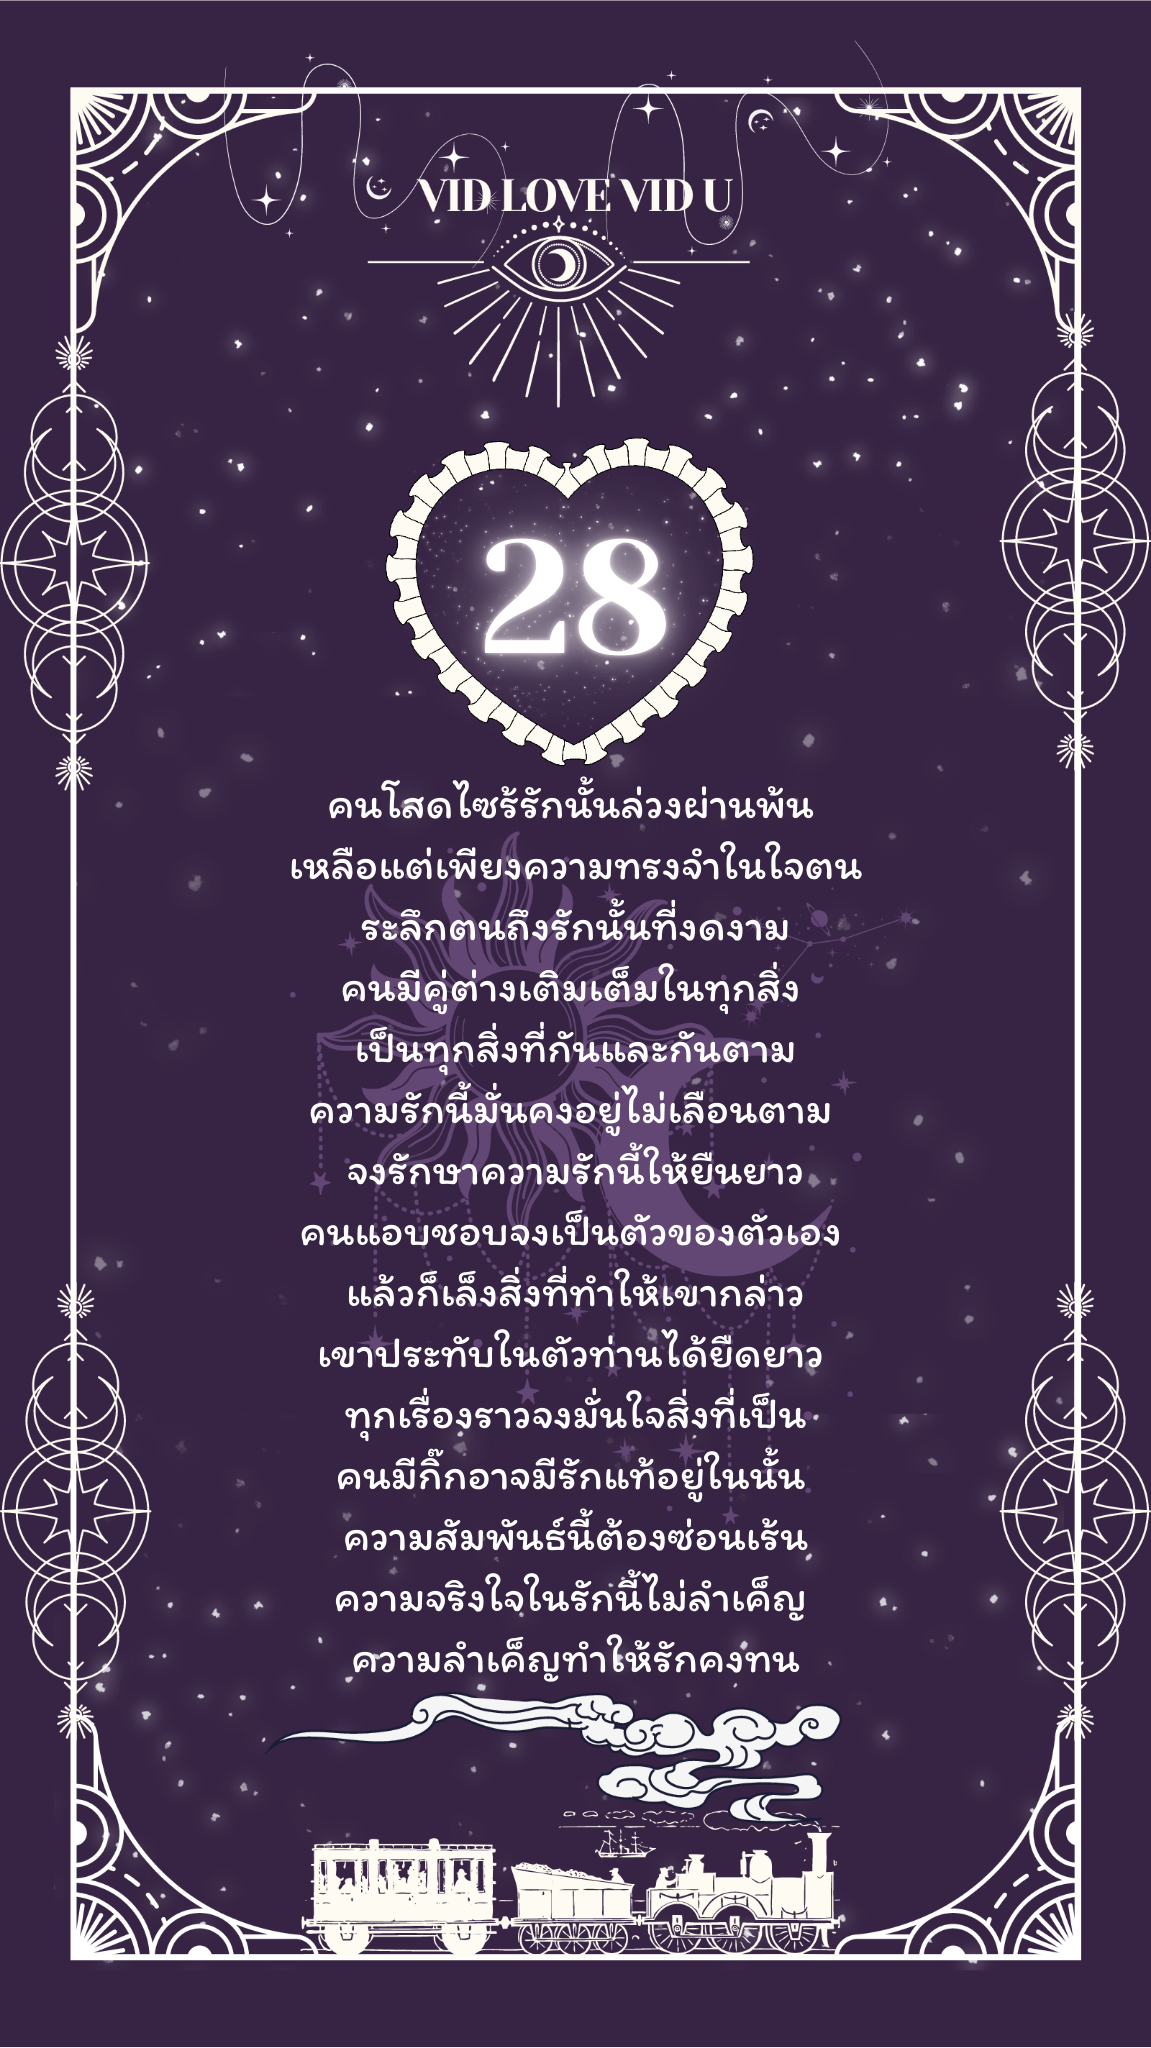 VID LOVE VID U
28
คนโสดไซร้รักนั้นล่วงผ่านพ้น
เหลือแต่เพียงความทรงจำในใจตน
ระลึกตนถึงรักนั้นที่งดงาม
คนมีคู่ต่างเติมเต็มในทุกสิ่ง
เป็นทุกสิ่งที่กันและกันตาม
ความรักนี้มั่นคงอยู่ไม่เลือนตาม
จงรักษาความรักนี้ให้ยืนยาว
คนแอบชอบจงเป็นตัวของตัวเอง
แล้วก็เล็งสิ่งที่ทำให้เขากล่าว
เขาประทับในตัวท่านได้ยืดยาว
ทุกเรื่องราวจงมั่นใจสิ่งที่เป็น
คนมีกิ๊กอาจมีรักแท้อยู่ในนั้น
ความสัมพันธ์นี้ต้องซ่อนเร้น
ความจริงใจในรักนี้ไม่ลำเค็ญ
ความลำเค็ญทำให้รักคงทน